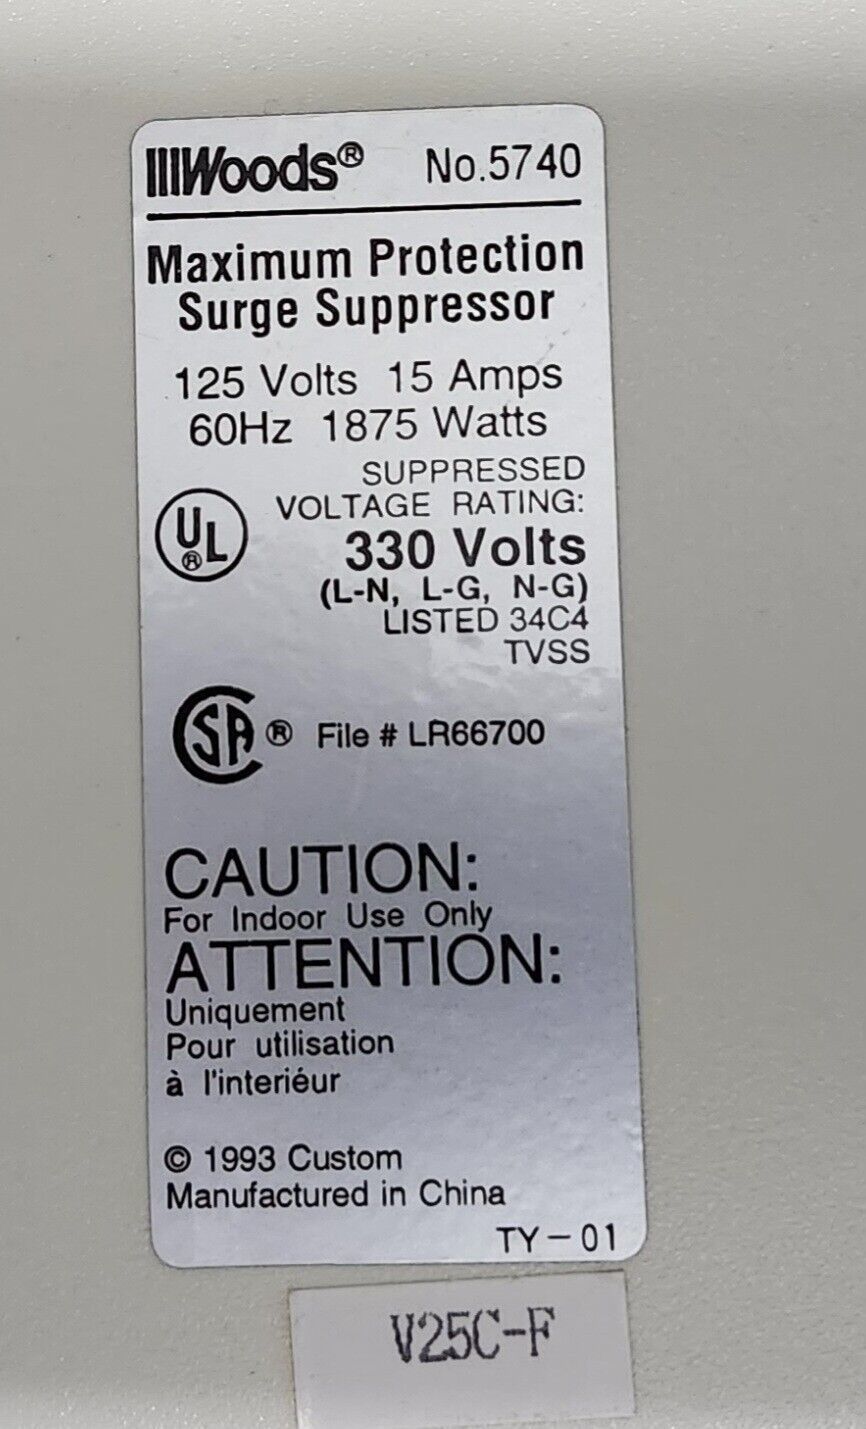 Woods® No.5740
Maximum Protection
Surge Suppressor
125 Volts 15 Amps
60Hz 1875 Watts
SUPPRESSED
VOLTAGE RATING:
UL®
330 Volts
(L-N, L-G, N-G)
LISTED 34C4
TVSS
CSA® File # LR66700
CAUTION:
For Indoor Use Only
ATTENTION:
Uniquement
Pour utilisation
à l'interiéur
© 1993 Custom
Manufactured in China
TY-01
V25C-F